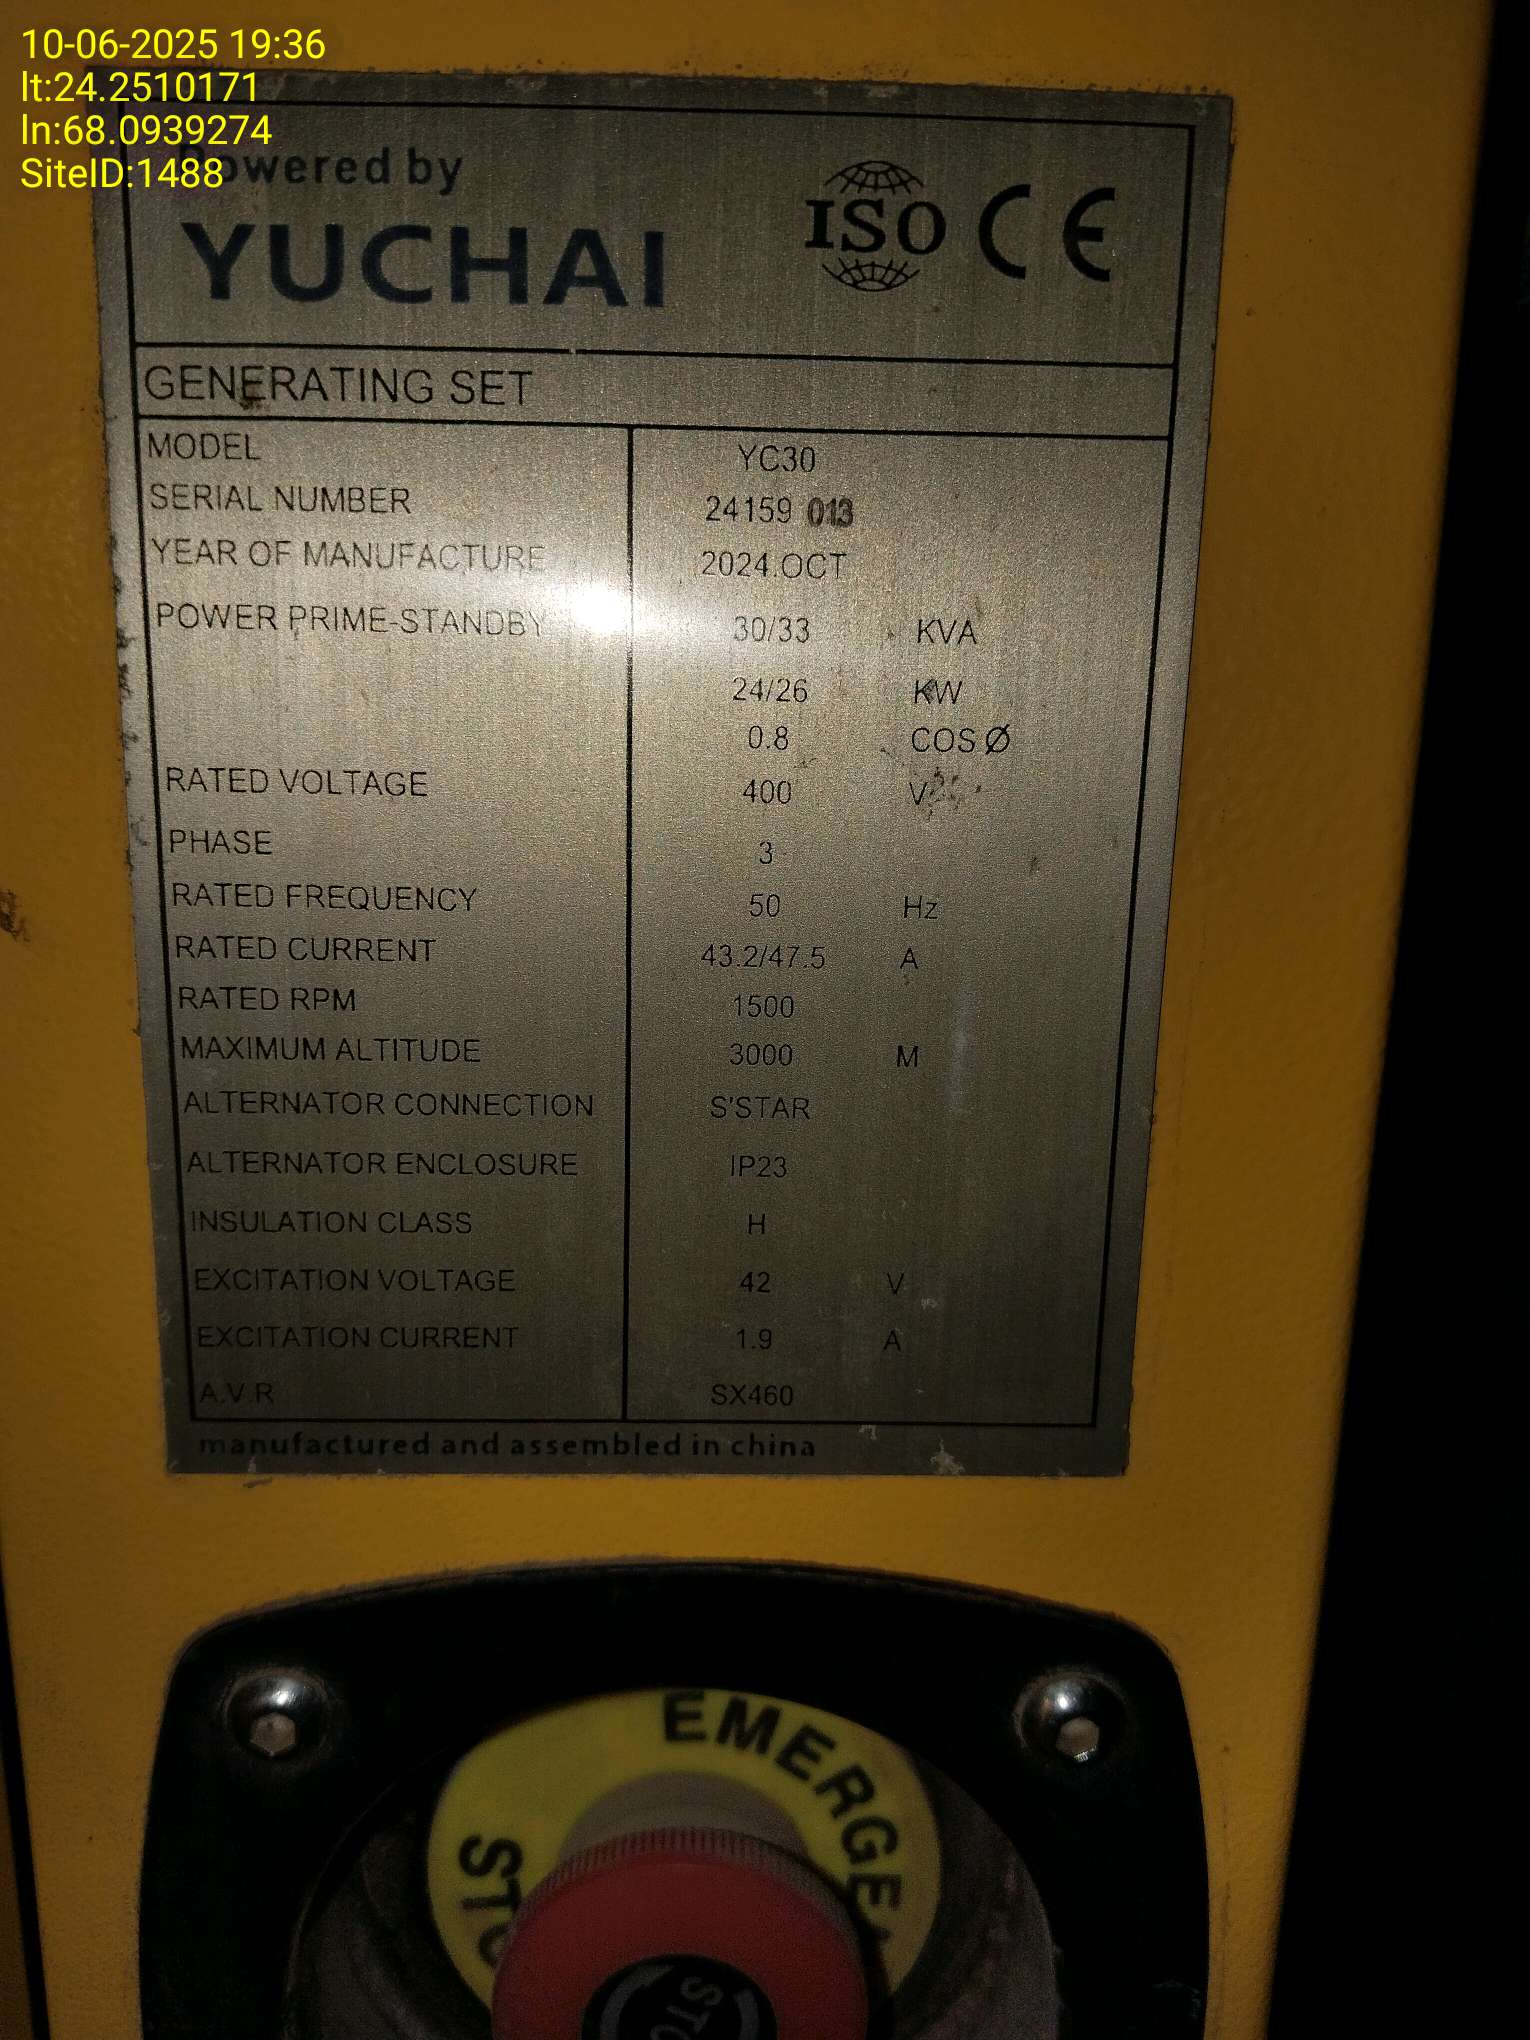 10-06-2025 19:36
lt:24.2510171
ln:68.0939274
SiteID:1488
Powered by
YUCHAI
ISO CE
GENERATING SET
MODEL YC30
SERIAL NUMBER 24159 013
YEAR OF MANUFACTURE 2024.OCT
POWER PRIME-STANDBY 30/33 KVA
24/26 KW
0.8 COS Ø
RATED VOLTAGE 400 V
PHASE 3
RATED FREQUENCY 50 Hz
RATED CURRENT 43.2/47.5 A
RATED RPM 1500
MAXIMUM ALTITUDE 3000 M
ALTERNATOR CONNECTION S'STAR
ALTERNATOR ENCLOSURE IP23
INSULATION CLASS H
EXCITATION VOLTAGE 42 V
EXCITATION CURRENT 1.9 A
A.V.R SX460
manufactured and assembled in china